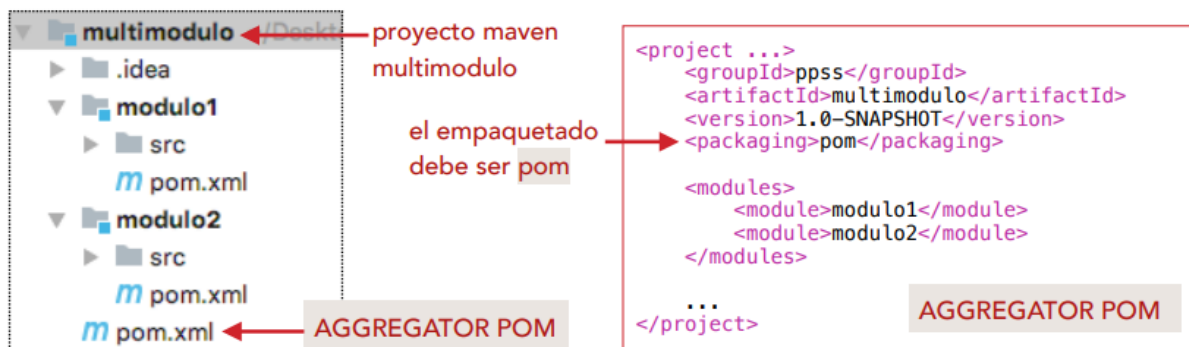 multimodulo
.idea
modulo1
src
m pom.xml
modulo2
src
m pom.xml
m pom.xml
proyecto maven
multimodulo
el empaquetado
debe ser pom
AGGREGATOR POM
<project ...>
<groupId>ppss</groupId>
<artifactId>multimodulo</artifactId>
<version>1.0-SNAPSHOT</version>
<packaging>pom</packaging>
<modules>
<module>modulo1</module>
<module>modulo2</module>
</modules>
...
</project>
AGGREGATOR POM